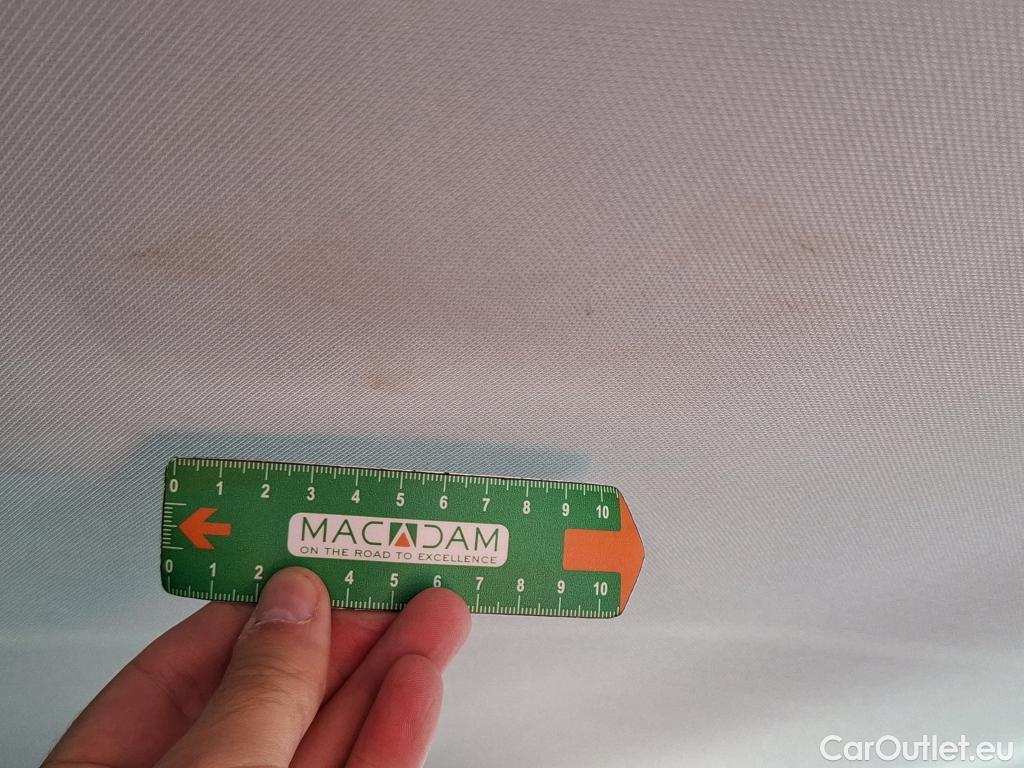 0 1 2 3 4 5 6 7 8 9 10
MACADAM
ON THE ROAD TO EXCELLENCE
0 1 2 4 5 6 7 8 9 10
CarOutlet.eu